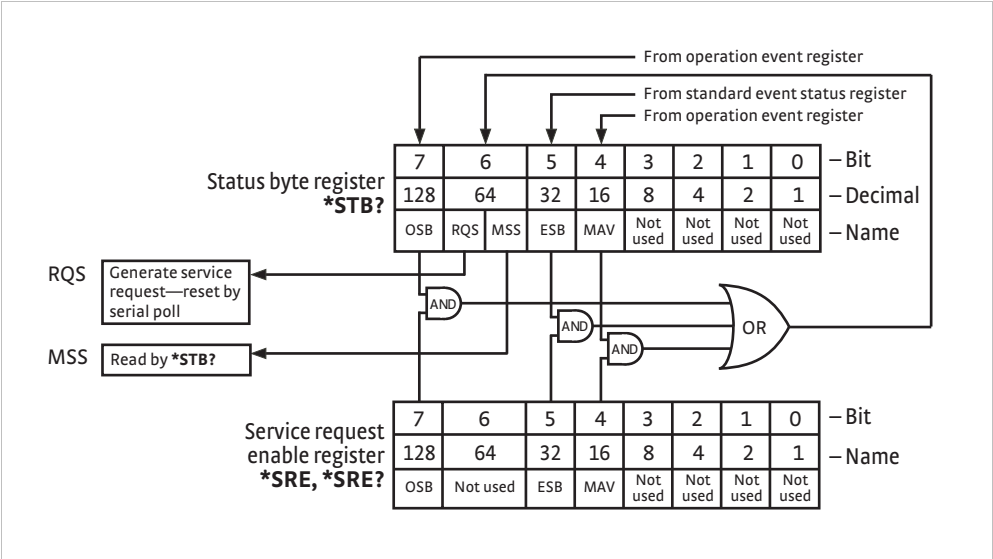 From operation event register
From standard event status register
From operation event register
7 6 5 4 3 2 1 0 – Bit
Status byte register
*STB?
128 64 32 16 8 4 2 1 – Decimal
OSB RQS MSS ESB MAV Not used Not used Not used Not used – Name
RQS
Generate service
request—reset by
serial poll
AND
AND
OR
AND
MSS
Read by *STB?
7 6 5 4 3 2 1 0 – Bit
Service request
enable register
*SRE, *SRE?
128 64 32 16 8 4 2 1 – Name
OSB Not used ESB MAV Not used Not used Not used Not used